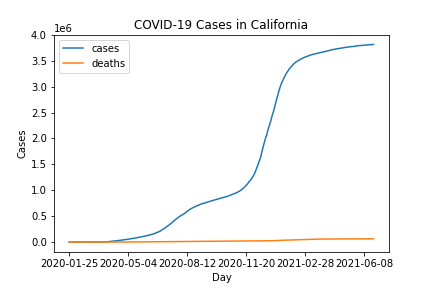 COVID-19 Cases in California
1e6
cases
deaths
4.0
3.5
3.0
2.5
2.0
1.5
1.0
0.5
0.0
Cases
2020-01-25 2020-05-04 2020-08-12 2020-11-20 2021-02-28 2021-06-08
Day